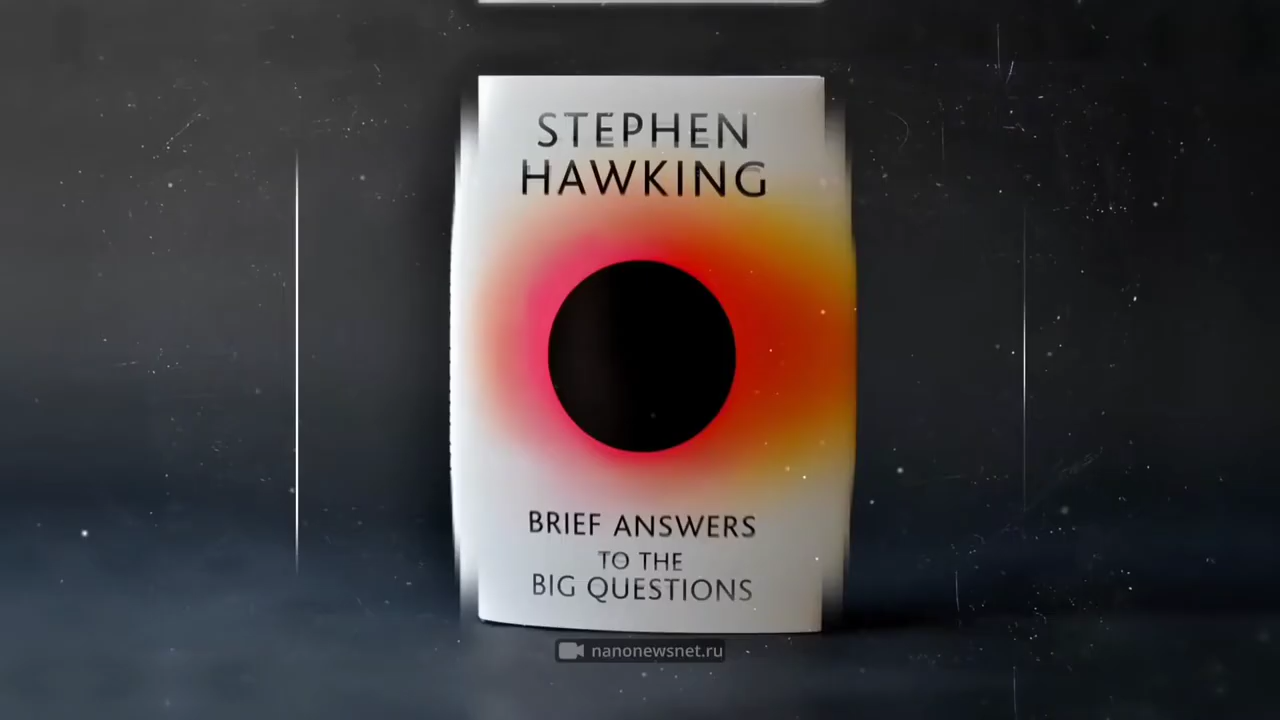 STEPHEN
HAWKING
BRIEF ANSWERS
TO THE
BIG QUESTIONS
nanonewsnet.ru